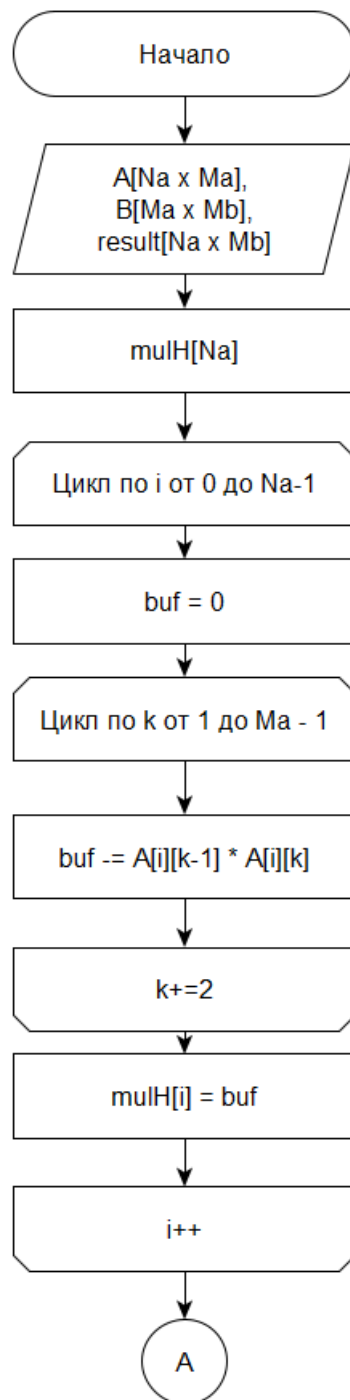 Начало
A[Na x Ma],
B[Ma x Mb],
result[Na x Mb]
mulH[Na]
Цикл по i от 0 до Na-1
buf = 0
Цикл по k от 1 до Ma - 1
buf -= A[i][k-1] * A[i][k]
k+=2
mulH[i] = buf
i++
A